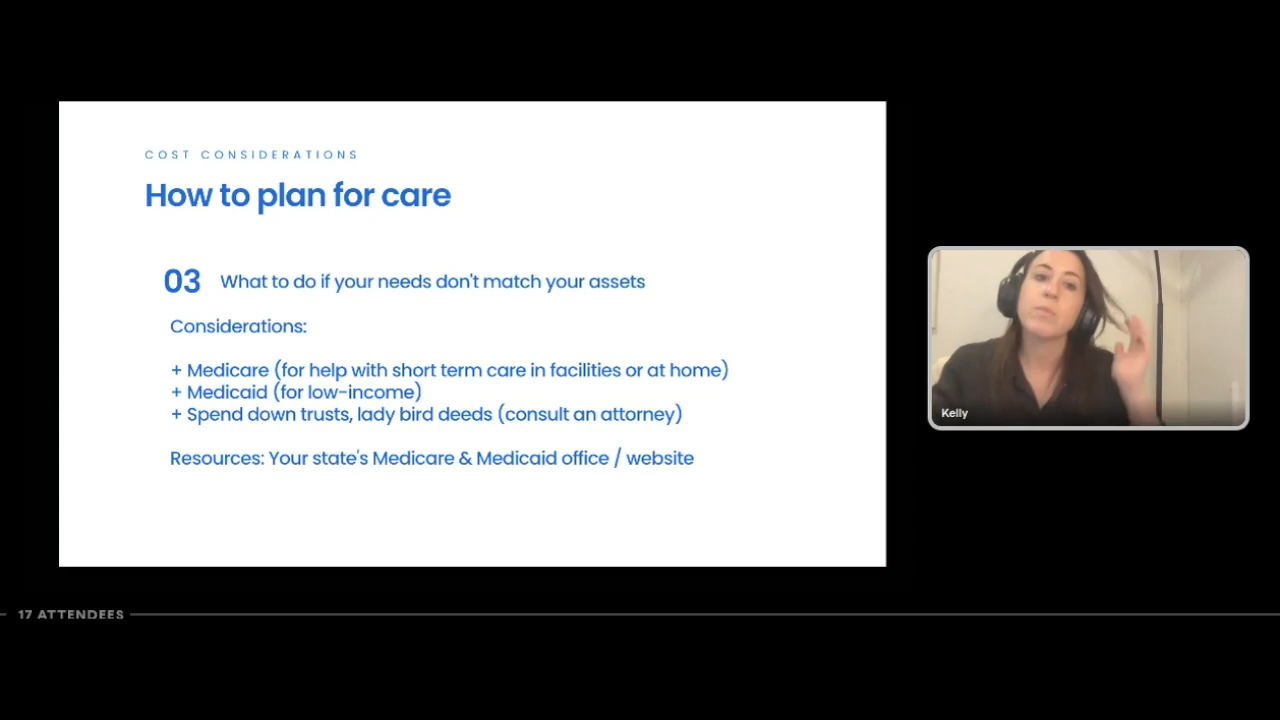 COST CONSIDERATIONS
How to plan for care
03 What to do if your needs don't match your assets
Considerations:
+ Medicare (for help with short term care in facilities or at home)
+ Medicaid (for low-income)
+ Spend down trusts, lady bird deeds (consult an attorney)
Resources: Your state's Medicare & Medicaid office / website
Kelly
17 ATTENDEES